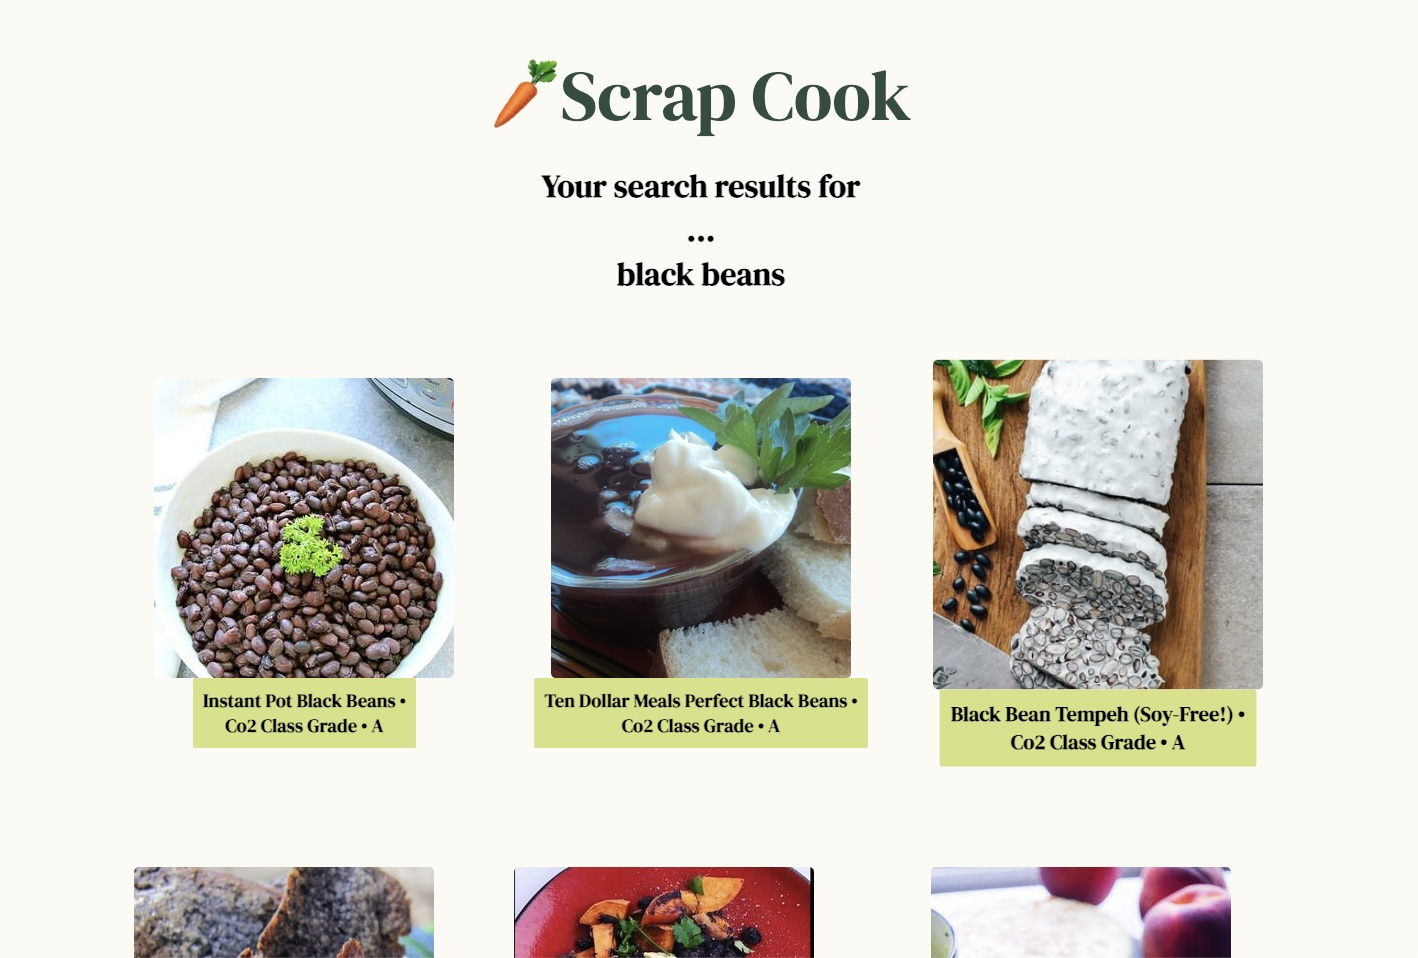 Scrap Cook
Your search results for
...
black beans
Instant Pot Black Beans •
Co2 Class Grade • A
Ten Dollar Meals Perfect Black Beans •
Co2 Class Grade • A
Black Bean Tempeh (Soy-Free!) •
Co2 Class Grade • A